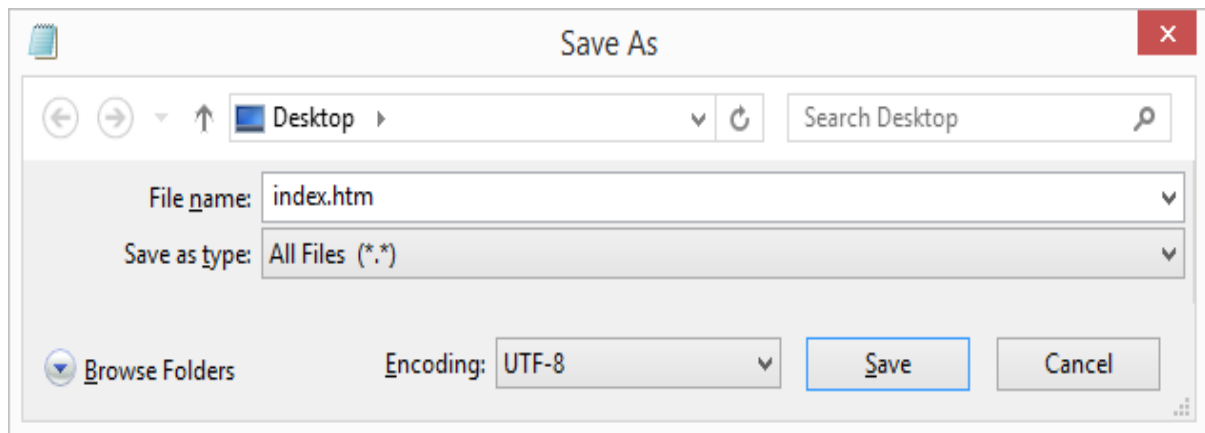 Save As
Desktop
Search Desktop
File name: index.htm
Save as type: All Files (*.*)
Browse Folders Encoding: UTF-8 Save Cancel